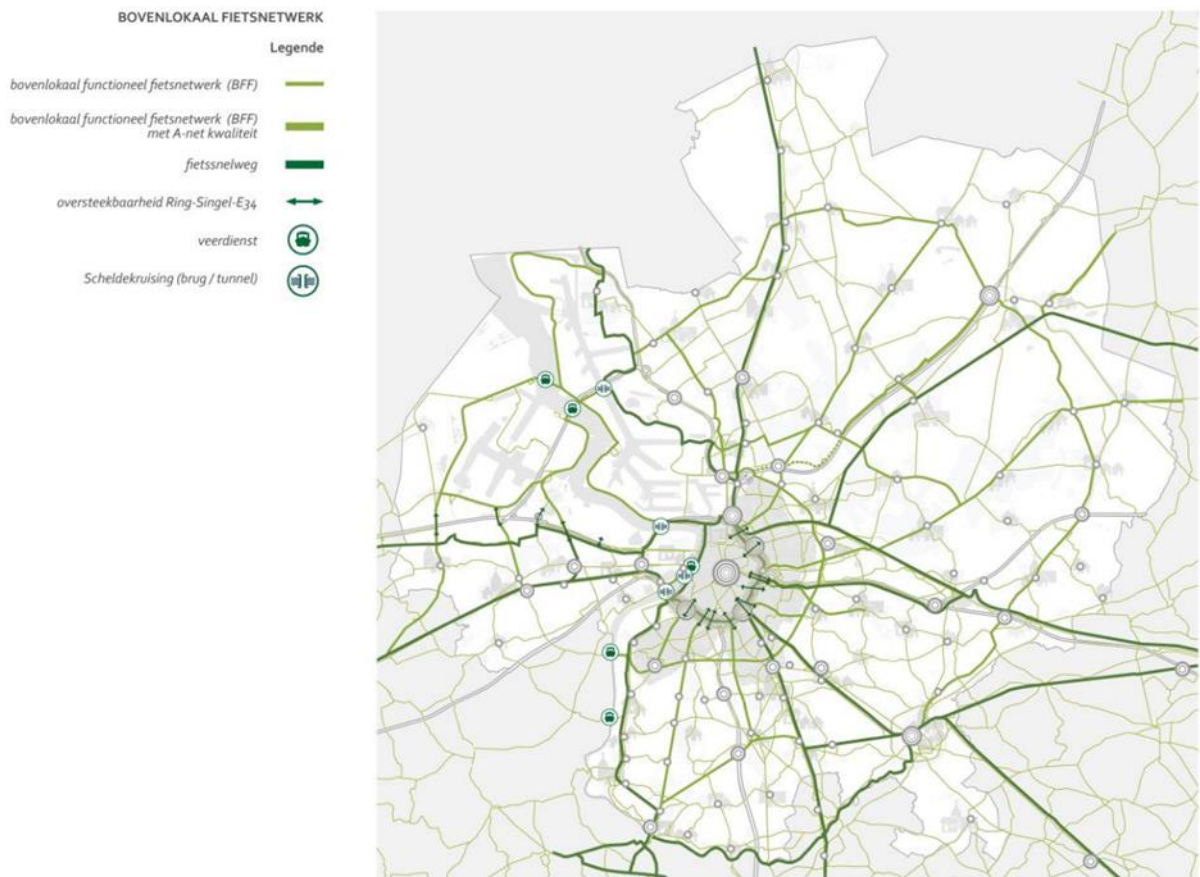 BOVENLOKAAL FIETSNETWERK
Legende
bovenlokaal functioneel fietsnetwerk (BFF)
bovenlokaal functioneel fietsnetwerk (BFF)
met A-net kwaliteit
fietssnelweg
oversteekbaarheid Ring-Singel-E34
veerdienst
Scheldekruising (brug / tunnel)